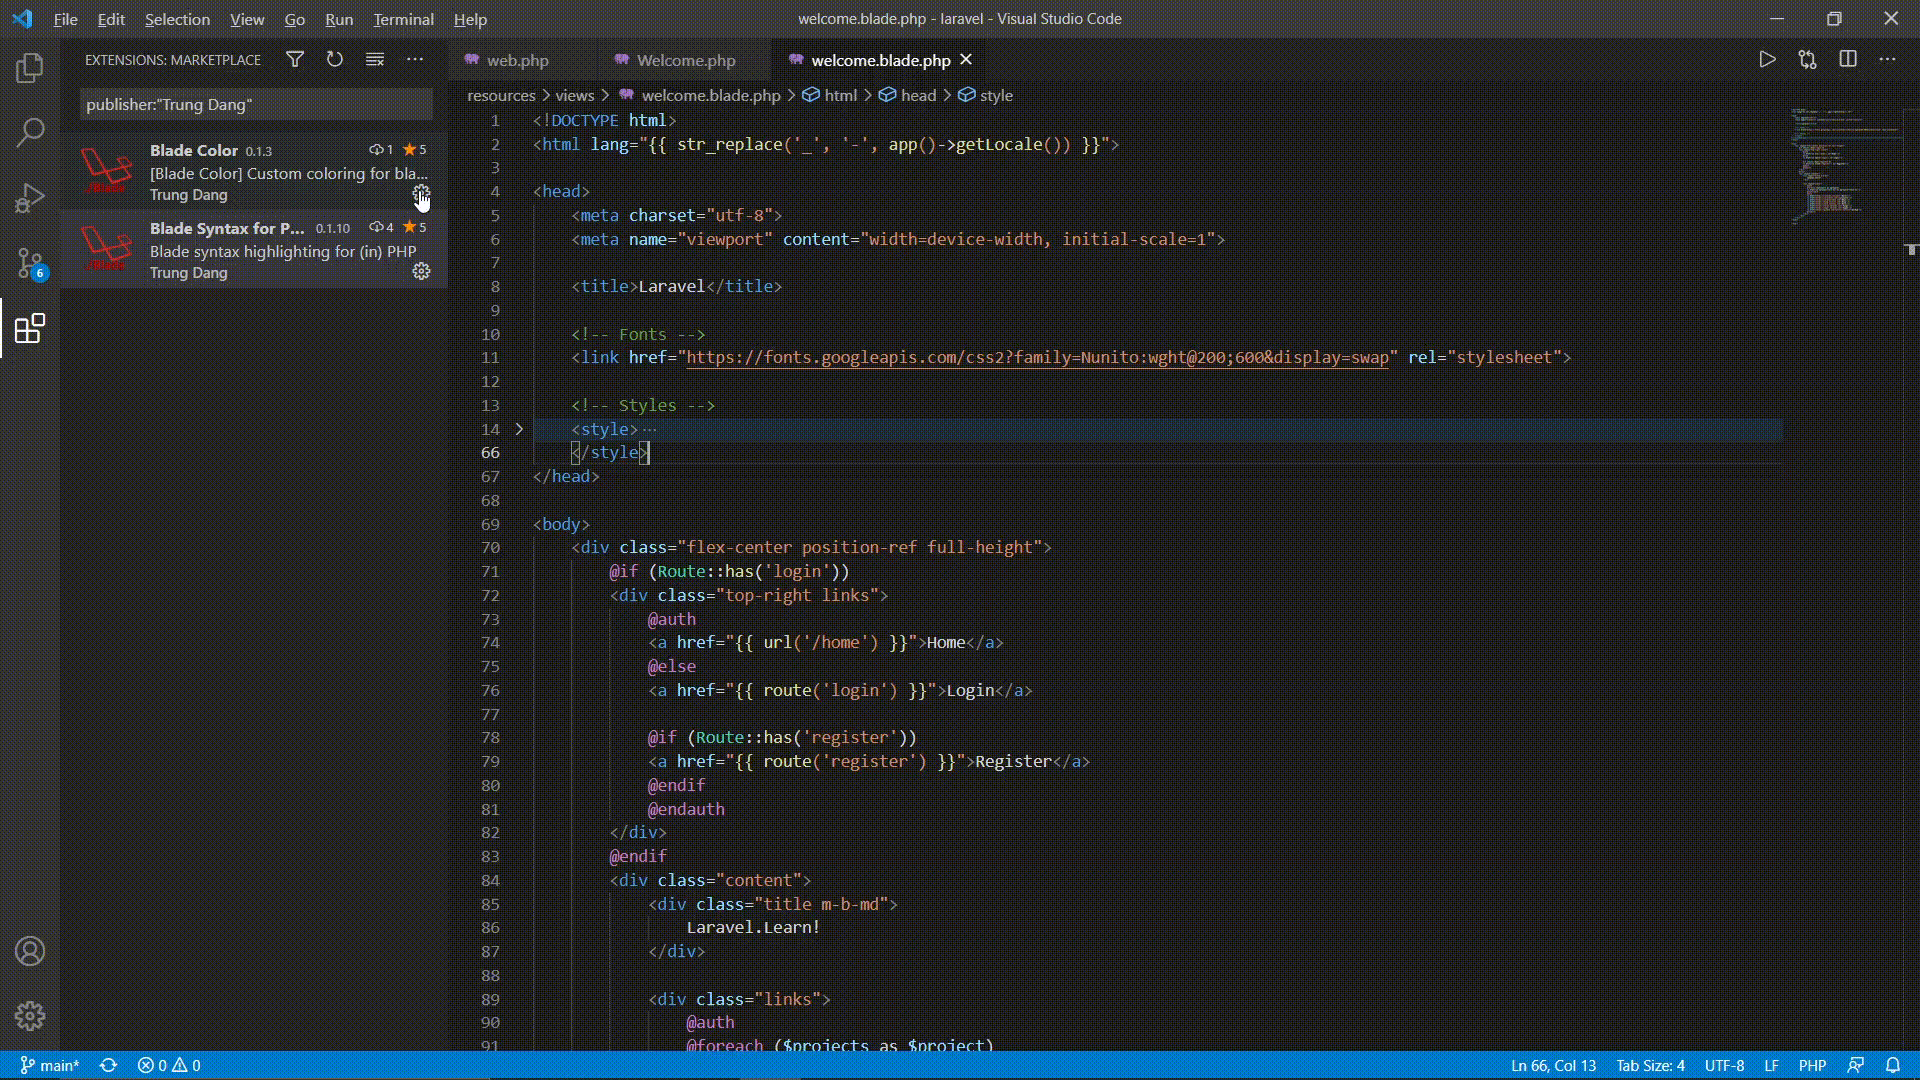 File Edit Selection View Go Run Terminal Help
welcome.blade.php - laravel - Visual Studio Code
EXTENSIONS: MARKETPLACE
publisher:"Trung Dang"
Blade Color 0.1.3 1 5
[Blade Color] Custom coloring for bla...
Trung Dang
Blade Syntax for P... 0.1.10 4 5
Blade syntax highlighting for (in) PHP
Trung Dang
6
web.php Welcome.php welcome.blade.php
resources > views > welcome.blade.php > html > head > style
1 <!DOCTYPE html>
2 <html lang="{{ str_replace('_', '-', app()->getLocale()) }}">
3
4 <head>
5 <meta charset="utf-8">
6 <meta name="viewport" content="width=device-width, initial-scale=1">
7
8 <title>Laravel</title>
9
10 <!-- Fonts -->
11 <link href="https://fonts.googleapis.com/css2?family=Nunito:wght@200;600&display=swap" rel="stylesheet">
12
13 <!-- Styles -->
14 <style>···
66 </style>
67 </head>
68
69 <body>
70 <div class="flex-center position-ref full-height">
71 @if (Route::has('login'))
72 <div class="top-right links">
73 @auth
74 <a href="{{ url('/home') }}">Home</a>
75 @else
76 <a href="{{ route('login') }}">Login</a>
77
78 @if (Route::has('register'))
79 <a href="{{ route('register') }}">Register</a>
80 @endif
81 @endauth
82 </div>
83 @endif
84 <div class="content">
85 <div class="title m-b-md">
86 Laravel.Learn!
87 </div>
88
89 <div class="links">
90 @auth
91 @foreach ($projects as $project)
main* 0 0
Ln 66, Col 13 Tab Size: 4 UTF-8 LF PHP